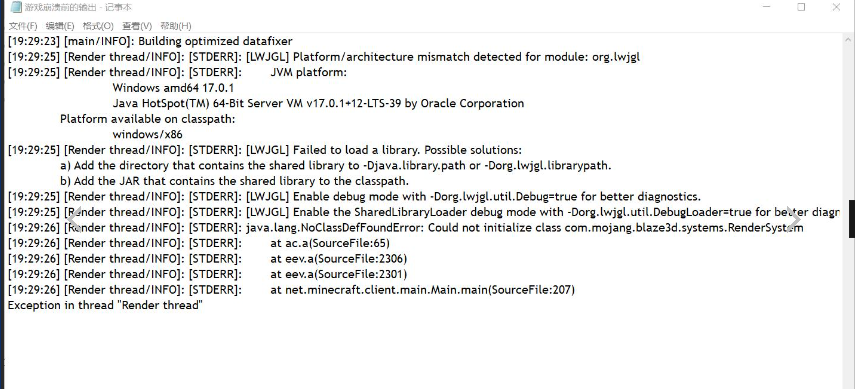 游戏崩溃前的输出 - 记事本
文件(F) 编辑(E) 格式(O) 查看(V) 帮助(H)
[19:29:23] [main/INFO]: Building optimized datafixer
[19:29:25] [Render thread/INFO]: [STDERR]: [LWJGL] Platform/architecture mismatch detected for module: org.lwjgl
[19:29:25] [Render thread/INFO]: [STDERR]: JVM platform:
Windows amd64 17.0.1
Java HotSpot(TM) 64-Bit Server VM v17.0.1+12-LTS-39 by Oracle Corporation
Platform available on classpath:
windows/x86
[19:29:25] [Render thread/INFO]: [STDERR]: [LWJGL] Failed to load a library. Possible solutions:
a) Add the directory that contains the shared library to -Djava.library.path or -Dorg.lwjgl.librarypath.
b) Add the JAR that contains the shared library to the classpath.
[19:29:25] [Render thread/INFO]: [STDERR]: [LWJGL] Enable debug mode with -Dorg.lwjgl.util.Debug=true for better diagnostics.
[19:29:25] [Render thread/INFO]: [STDERR]: [LWJGL] Enable the SharedLibraryLoader debug mode with -Dorg.lwjgl.util.DebugLoader=true for better diagr
[19:29:26] [Render thread/INFO]: [STDERR]: java.lang.NoClassDefFoundError: Could not initialize class com.mojang.blaze3d.systems.RenderSystem
[19:29:26] [Render thread/INFO]: [STDERR]: at ac.a(SourceFile:65)
[19:29:26] [Render thread/INFO]: [STDERR]: at eev.a(SourceFile:2306)
[19:29:26] [Render thread/INFO]: [STDERR]: at eev.a(SourceFile:2301)
[19:29:26] [Render thread/INFO]: [STDERR]: at net.minecraft.client.main.Main.main(SourceFile:207)
Exception in thread "Render thread"